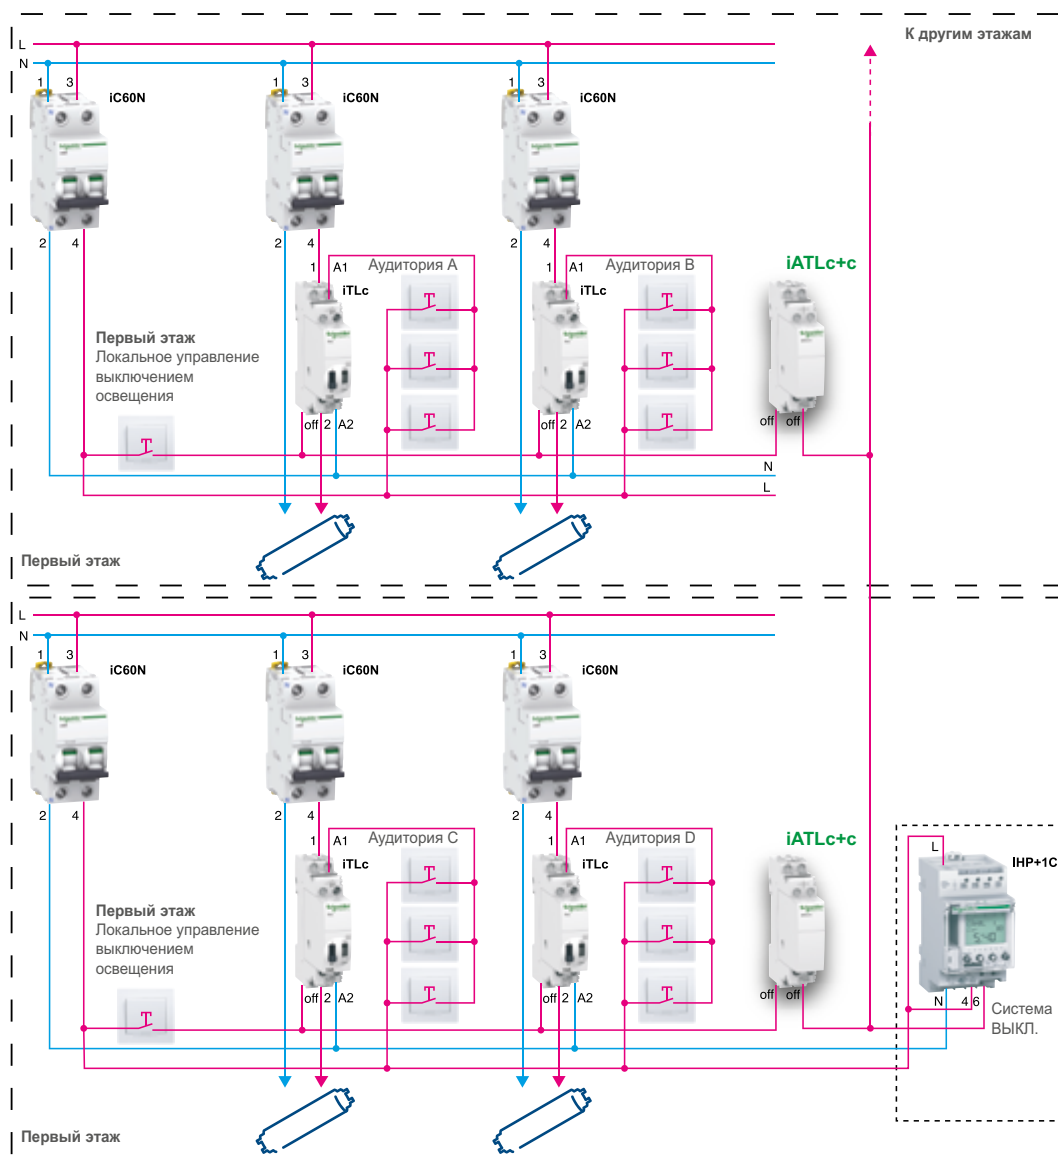 К другим этажам
L
N
1 3 iC60N 1 3 iC60N 1 3 iC60N
2 4 2 4 2 4
1 A1 Аудитория A 1 A1 Аудитория B iATLc+c
iTLc iTLc
Первый этаж
Локальное управление
выключением
освещения
off 2 A2 off 2 A2 off off
N
L
Первый этаж
L
N
1 3 iC60N 1 3 iC60N 1 3 iC60N
2 4 2 4 2 4
1 A1 Аудитория C 1 A1 Аудитория D iATLc+c
L IHP+1C
iTLc iTLc
Первый этаж
Локальное управление
выключением
освещения
off 2 A2 off 2 A2 off off N 4 6
Система
ВЫКЛ.
Первый этаж